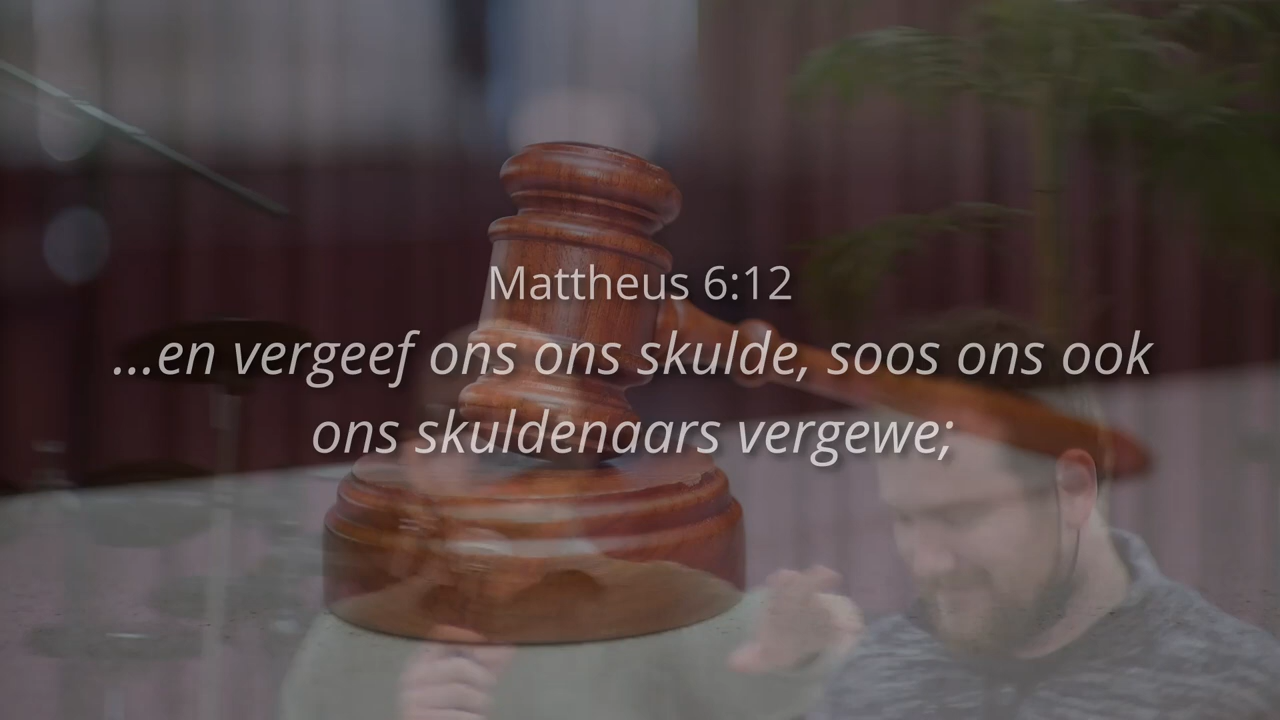 Mattheus 6:12
...en vergeef ons ons skulde, soos ons ook
ons skuldenaars vergewe;